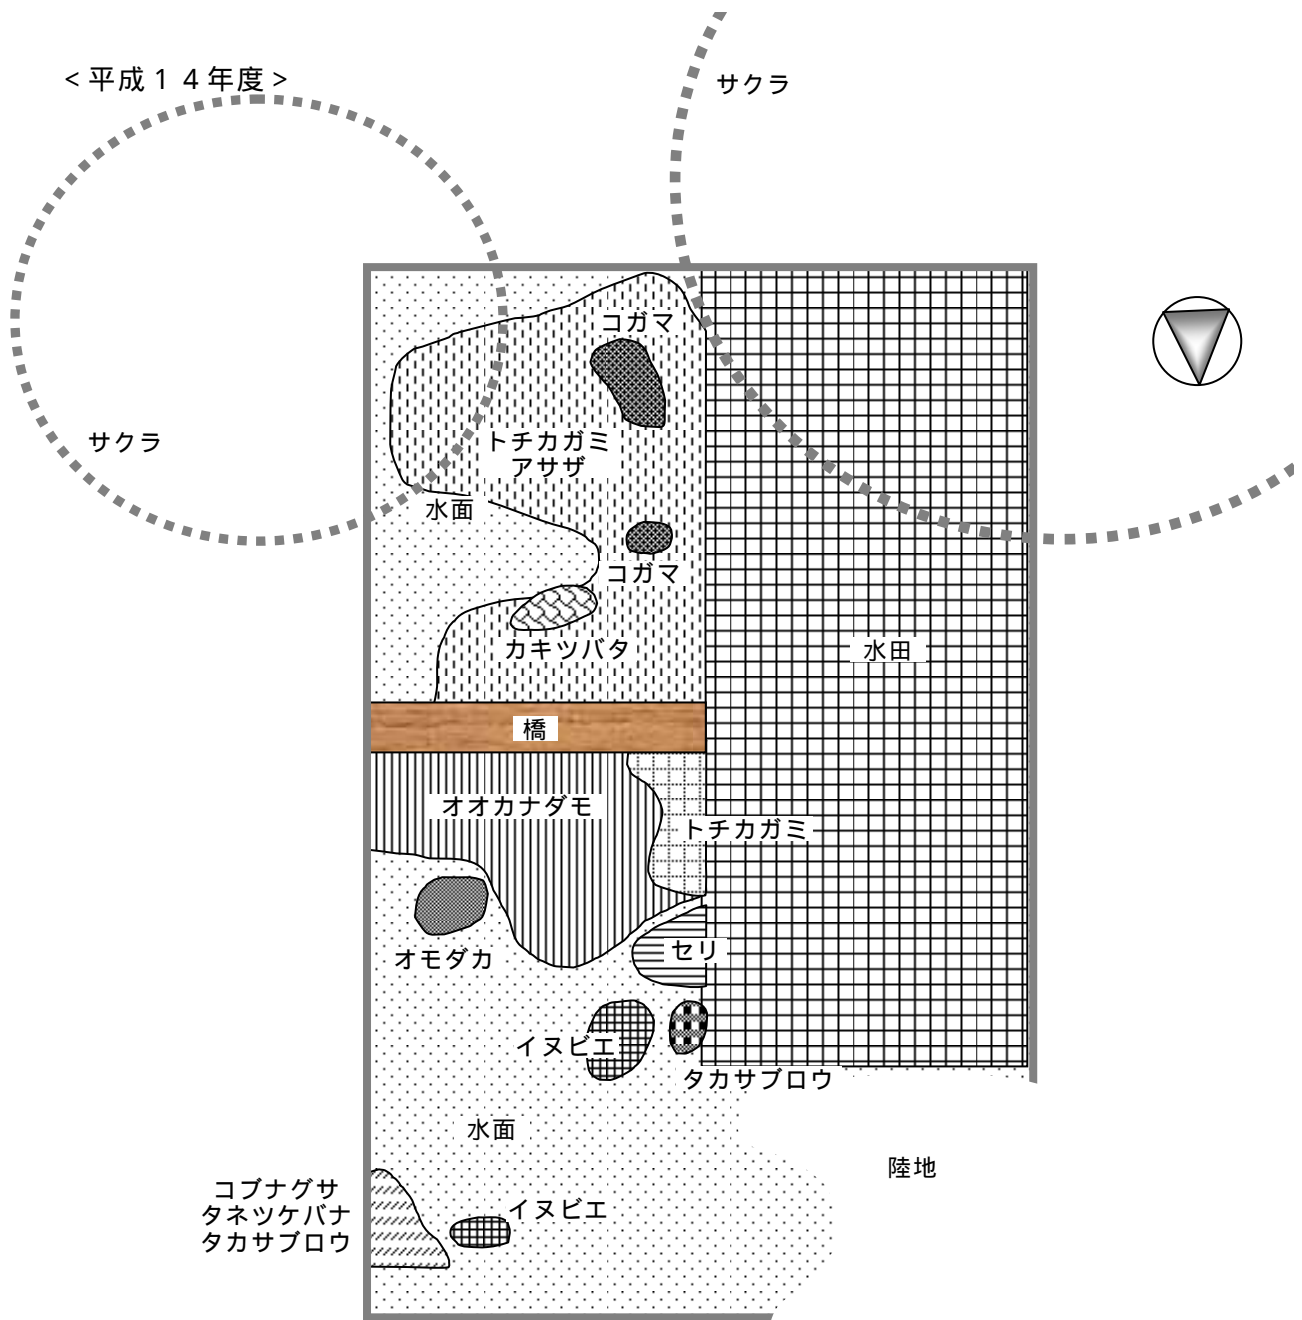 ＜平成１４年度＞
サクラ
コガマ
サクラ
トチカガミ
アサザ
水面
コガマ
カキツバタ
水田
橋
オオカナダモ
トチカガミ
セリ
オモダカ
イヌビエ
タカサブロウ
水面
陸地
コブナグサ
タネツケバナ
タカサブロウ
イヌビエ